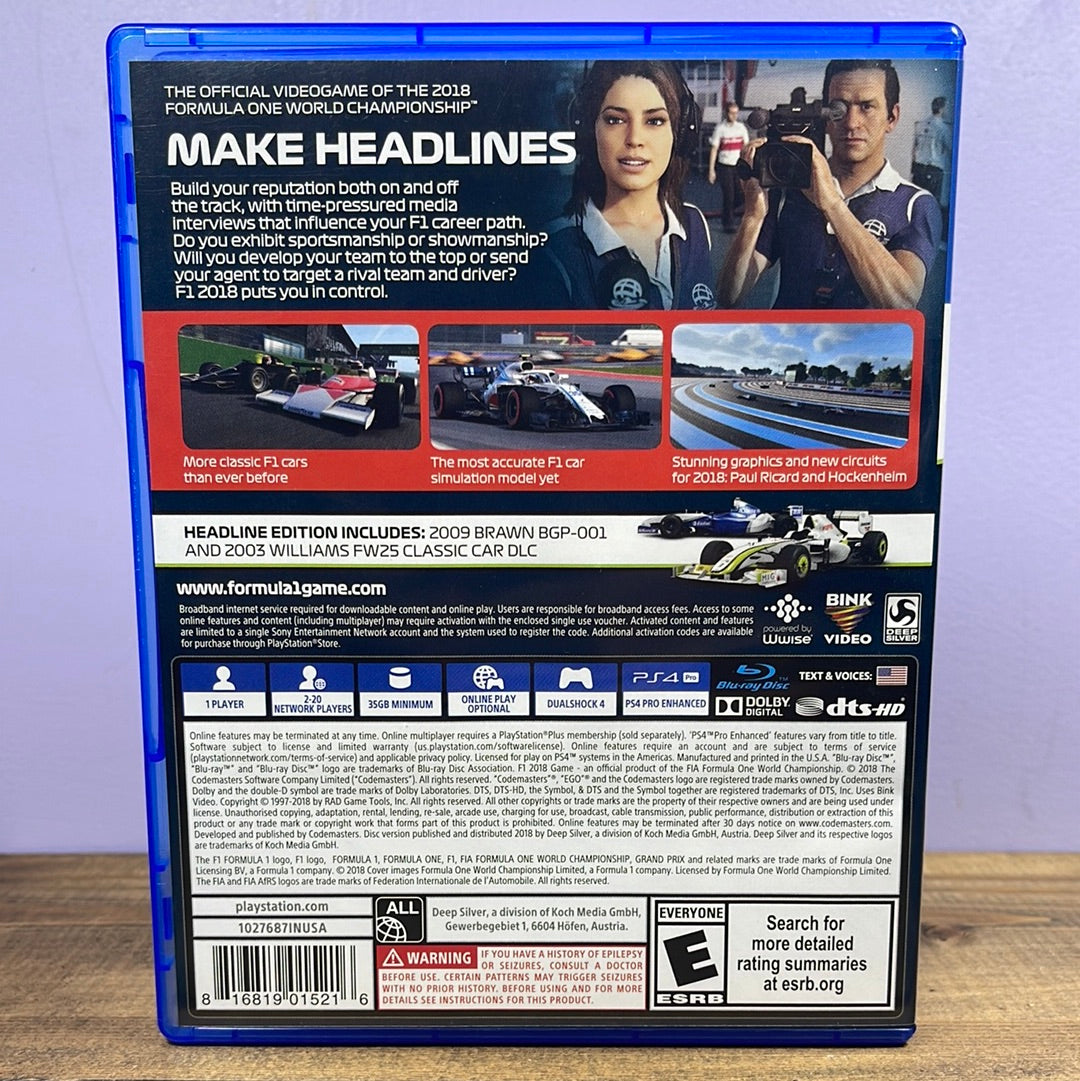 THE OFFICIAL VIDEOGAME OF THE 2018
FORMULA ONE WORLD CHAMPIONSHIP™
MAKE HEADLINES
Build your reputation both on and off
the track, with time-pressured media
interviews that influence your F1 career path.
Do you exhibit sportsmanship or showmanship?
Will you develop your team to the top or send
your agent to target a rival team and driver?
F1 2018 puts you in control.
More classic F1 cars
than ever before
The most accurate F1 car
simulation model yet
Stunning graphics and new circuits
for 2018: Paul Ricard and Hockenheim
HEADLINE EDITION INCLUDES: 2009 BRAWN BGP-001
AND 2003 WILLIAMS FW25 CLASSIC CAR DLC
www.formula1game.com
Broadband internet service required for downloadable content and online play. Users are responsible for broadband access fees. Access to some
online features and content (including multiplayer) may require activation with the enclosed single use voucher. Activated content and features
are limited to a single Sony Entertainment Network account and the system used to register the code. Additional activation codes are available
for purchase through PlayStation®Store.
powered by
Wwise
BINK
VIDEO
DEEP
SILVER
1 PLAYER
2-20
NETWORK PLAYERS
35GB MINIMUM
ONLINE PLAY
OPTIONAL
DUALSHOCK 4
PS4 Pro
PS4 PRO ENHANCED
Blu-ray Disc™
TEXT & VOICES:
DOLBY
DIGITAL
dts-HD
Online features may be terminated at any time. Online multiplayer requires a PlayStation®Plus membership (sold separately). 'PS4™Pro Enhanced' features vary from title to title.
Software subject to license and limited warranty (us.playstation.com/softwarelicense). Online features require an account and are subject to terms of service
(playstationnetwork.com/terms-of-service) and applicable privacy policy. Licensed for play on PS4™ systems in the Americas. Manufactured and printed in the U.S.A. "Blu-ray Disc™",
"Blu-ray™" and "Blu-ray Disc™" logo are trademarks of Blu-ray Disc Association. F1 2018 Game - an official product of the FIA Formula One World Championship. © 2018 The
Codemasters Software Company Limited ("Codemasters"). All rights reserved. "Codemasters"®, "EGO"® and the Codemasters logo are registered trade marks owned by Codemasters.
Dolby and the double-D symbol are trade marks of Dolby Laboratories. DTS, DTS-HD, the Symbol, & DTS and the Symbol together are registered trademarks of DTS, Inc. Uses Bink
Video. Copyright © 1997-2018 by RAD Game Tools, Inc. All rights reserved. All other copyrights or trade marks are the property of their respective owners and are being used under
license. Unauthorised copying, adaptation, rental, lending, re-sale, arcade use, charging for use, broadcast, cable transmission, public performance, distribution or extraction of this
product or any trade mark or copyright work that forms part of this product is prohibited. Online features may be terminated after 30 days notice on www.codemasters.com.
Developed and published by Codemasters. Disc version published and distributed 2018 by Deep Silver, a division of Koch Media GmbH, Austria. Deep Silver and its respective logos
are trademarks of Koch Media GmbH.
The F1 FORMULA 1 logo, F1 logo, FORMULA 1, FORMULA ONE, F1, FIA FORMULA ONE WORLD CHAMPIONSHIP, GRAND PRIX and related marks are trade marks of Formula One
Licensing BV, a Formula 1 company. © 2018 Cover images Formula One World Championship Limited, a Formula 1 company. Licensed by Formula One World Championship Limited.
The FIA and FIA AfRS logos are trade marks of Federation Internationale de l'Automobile. All rights reserved.
playstation.com
1027687INUSA
8 16819 01521 6
ALL
Deep Silver, a division of Koch Media GmbH,
Gewerbegebiet 1, 6604 Höfen, Austria.
WARNING IF YOU HAVE A HISTORY OF EPILEPSY
OR SEIZURES, CONSULT A DOCTOR
BEFORE USE. CERTAIN PATTERNS MAY TRIGGER SEIZURES
WITH NO PRIOR HISTORY. BEFORE USING AND FOR MORE
DETAILS SEE INSTRUCTIONS FOR THIS PRODUCT.
EVERYONE
E
ESRB
Search for
more detailed
rating summaries
at esrb.org